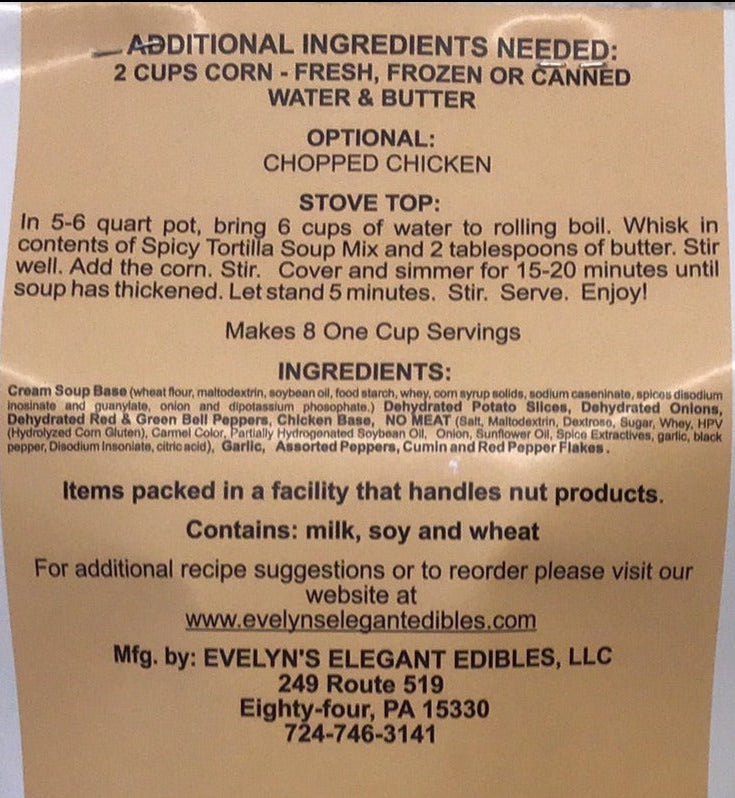 ADDITIONAL INGREDIENTS NEEDED:
2 CUPS CORN - FRESH, FROZEN OR CANNED
WATER & BUTTER
OPTIONAL:
CHOPPED CHICKEN
STOVE TOP:
In 5-6 quart pot, bring 6 cups of water to rolling boil. Whisk in
contents of Spicy Tortilla Soup Mix and 2 tablespoons of butter. Stir
well. Add the corn. Stir. Cover and simmer for 15-20 minutes until
soup has thickened. Let stand 5 minutes. Stir. Serve. Enjoy!
Makes 8 One Cup Servings
INGREDIENTS:
Cream Soup Base (wheat flour, maltodextrin, soybean oil, food starch, whey, corn syrup solids, sodium caseninate, spices disodium
inosinate and guanylate, onion and dipotassium phosophate.) Dehydrated Potato Slices, Dehydrated Onions,
Dehydrated Red & Green Bell Peppers, Chicken Base, NO MEAT (Salt, Maltodextrin, Dextrose, Sugar, Whey, HPV
(Hydrolyzed Corn Gluten), Carmel Color, Partially Hydrogonated Soybean Oil, Onion, Sunflower Oil, Spice Extractives, garlic, black
pepper, Disodium Insoniate, citric acid), Garlic, Assorted Peppers, Cumin and Red Pepper Flakes.
Items packed in a facility that handles nut products.
Contains: milk, soy and wheat
For additional recipe suggestions or to reorder please visit our
website at
www.evelynselegantedibles.com
Mfg. by: EVELYN'S ELEGANT EDIBLES, LLC
249 Route 519
Eighty-four, PA 15330
724-746-3141